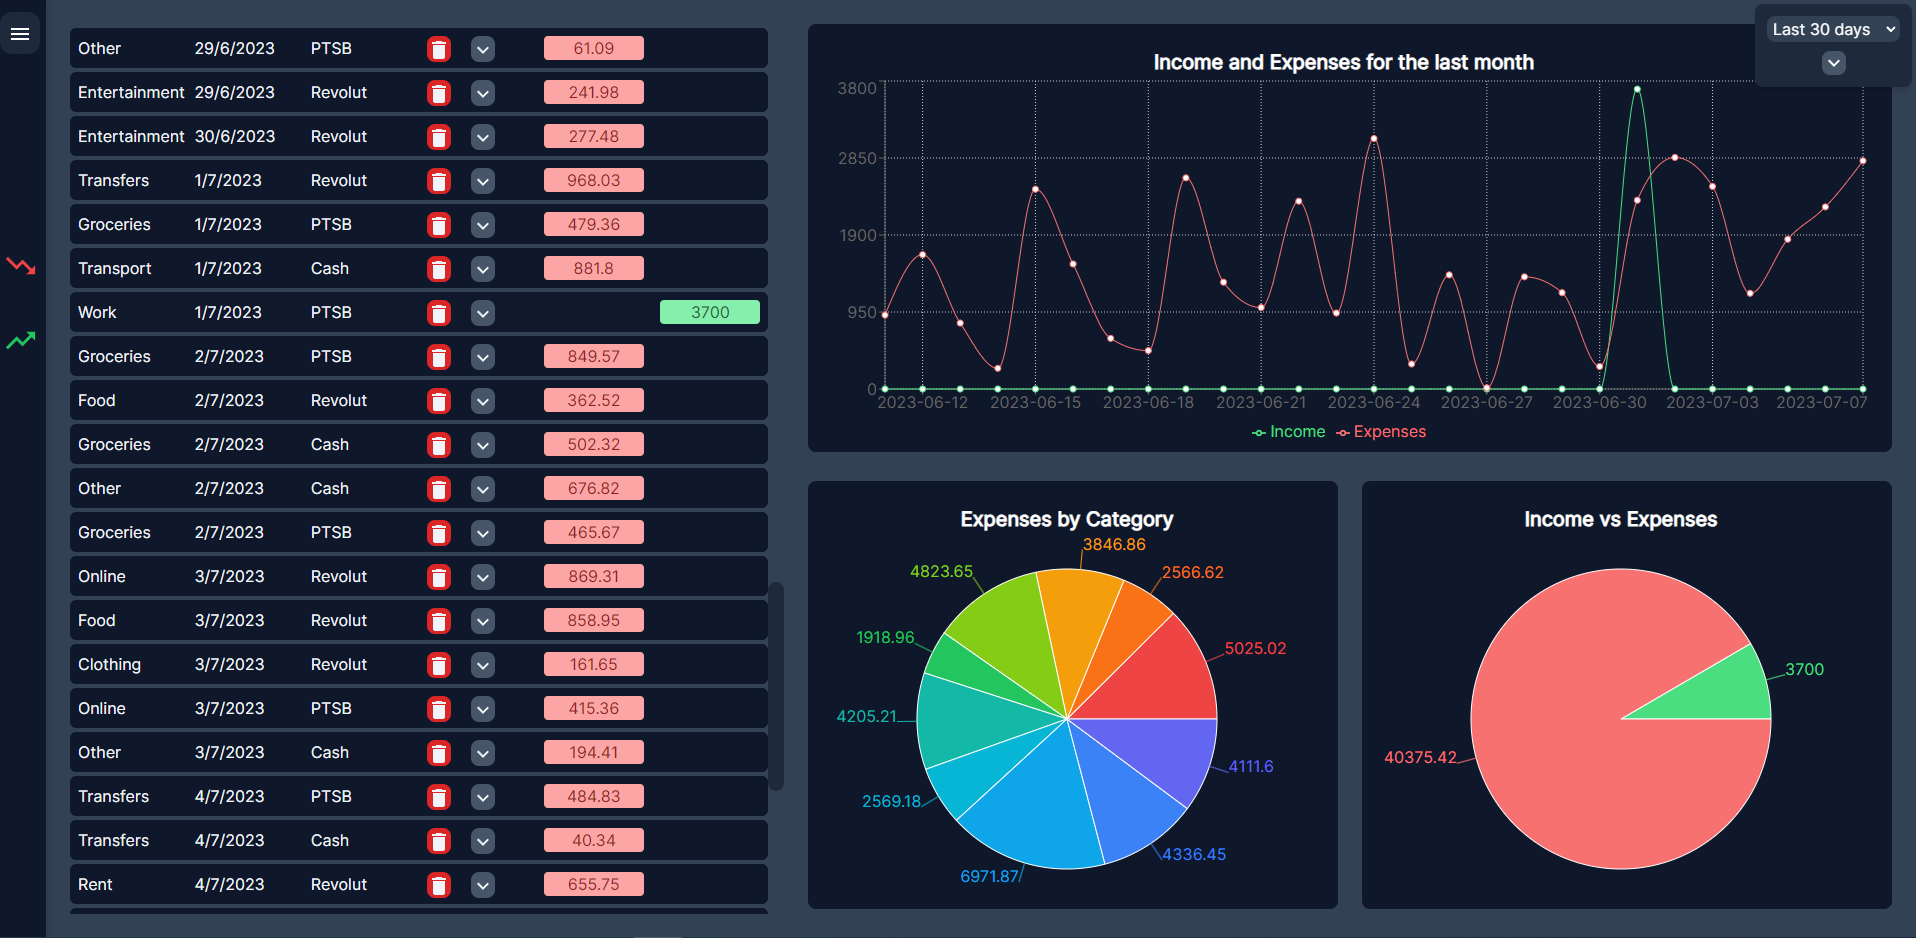 Other 29/6/2023 PTSB 61.09
Entertainment 29/6/2023 Revolut 241.98
Entertainment 30/6/2023 Revolut 277.48
Transfers 1/7/2023 Revolut 968.03
Groceries 1/7/2023 PTSB 479.36
Transport 1/7/2023 Cash 881.8
Work 1/7/2023 PTSB 3700
Groceries 2/7/2023 PTSB 849.57
Food 2/7/2023 Revolut 362.52
Groceries 2/7/2023 Cash 502.32
Other 2/7/2023 Cash 676.82
Groceries 2/7/2023 PTSB 465.67
Online 3/7/2023 Revolut 869.31
Food 3/7/2023 Revolut 858.95
Clothing 3/7/2023 Revolut 161.65
Online 3/7/2023 PTSB 415.36
Other 3/7/2023 Cash 194.41
Transfers 4/7/2023 PTSB 484.83
Transfers 4/7/2023 Cash 40.34
Rent 4/7/2023 Revolut 655.75
Last 30 days
Income and Expenses for the last month
3800
2850
1900
950
0
2023-06-12 2023-06-15 2023-06-18 2023-06-21 2023-06-24 2023-06-27 2023-06-30 2023-07-03 2023-07-07
Income Expenses
Expenses by Category
3846.86
4823.65 2566.62
1918.96 5025.02
4205.21
4111.6
2569.18
4336.45
6971.87
Income vs Expenses
3700
40375.42